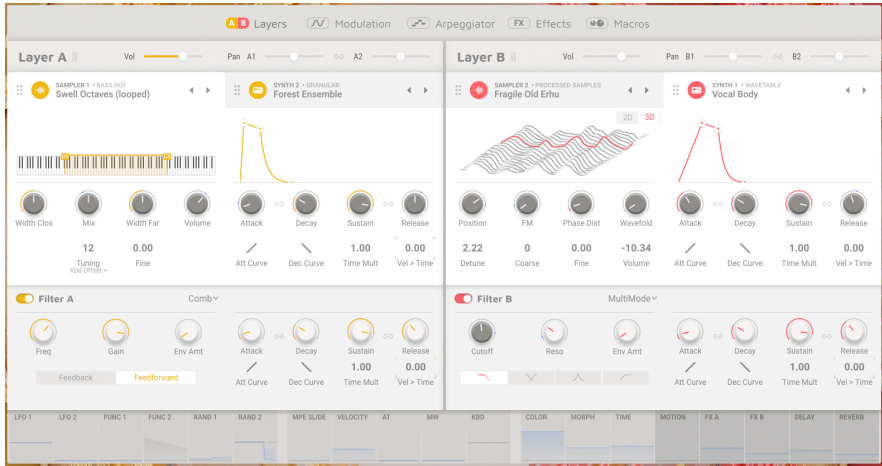 A B Layers Modulation Arpeggiator FX Effects Macros
Layer A Vol Pan A1 A2
SAMPLER 1 • BASS DIZI
Swell Octaves (looped)
SYNTH 2 • GRANULAR
Forest Ensemble
Width Clos Mix Width Far Volume
Attack Decay Sustain Release
12 0.00
Tuning Fine
Kbd Offset
1.00 0.00
Att Curve Dec Curve Time Mult Vel > Time
Layer B Vol Pan B1 B2
SAMPLER 2 • PROCESSED SAMPLES
Fragile Old Erhu
SYNTH 1 • WAVETABLE
Vocal Body
2D 3D
Position FM Phase Dist Wavefold
Attack Decay Sustain Release
2.22 0 0.00 -10.34
Detune Coarse Fine Volume
1.00 0.00
Att Curve Dec Curve Time Mult Vel > Time
Filter A Comb
Freq Gain Env Amt
Attack Decay Sustain Release
Feedback Feedforward
1.00 0.00
Att Curve Dec Curve Time Mult Vel > Time
Filter B MultiMode
Cutoff Reso Env Amt
Attack Decay Sustain Release
1.00 0.00
Att Curve Dec Curve Time Mult Vel > Time
LFO 1 LFO 2 FUNC 1 FUNC 2 RAND 1 RAND 2 MPE SLIDE VELOCITY AT MW KBD COLOR MORPH TIME MOTION FX A FX B DELAY REVERB